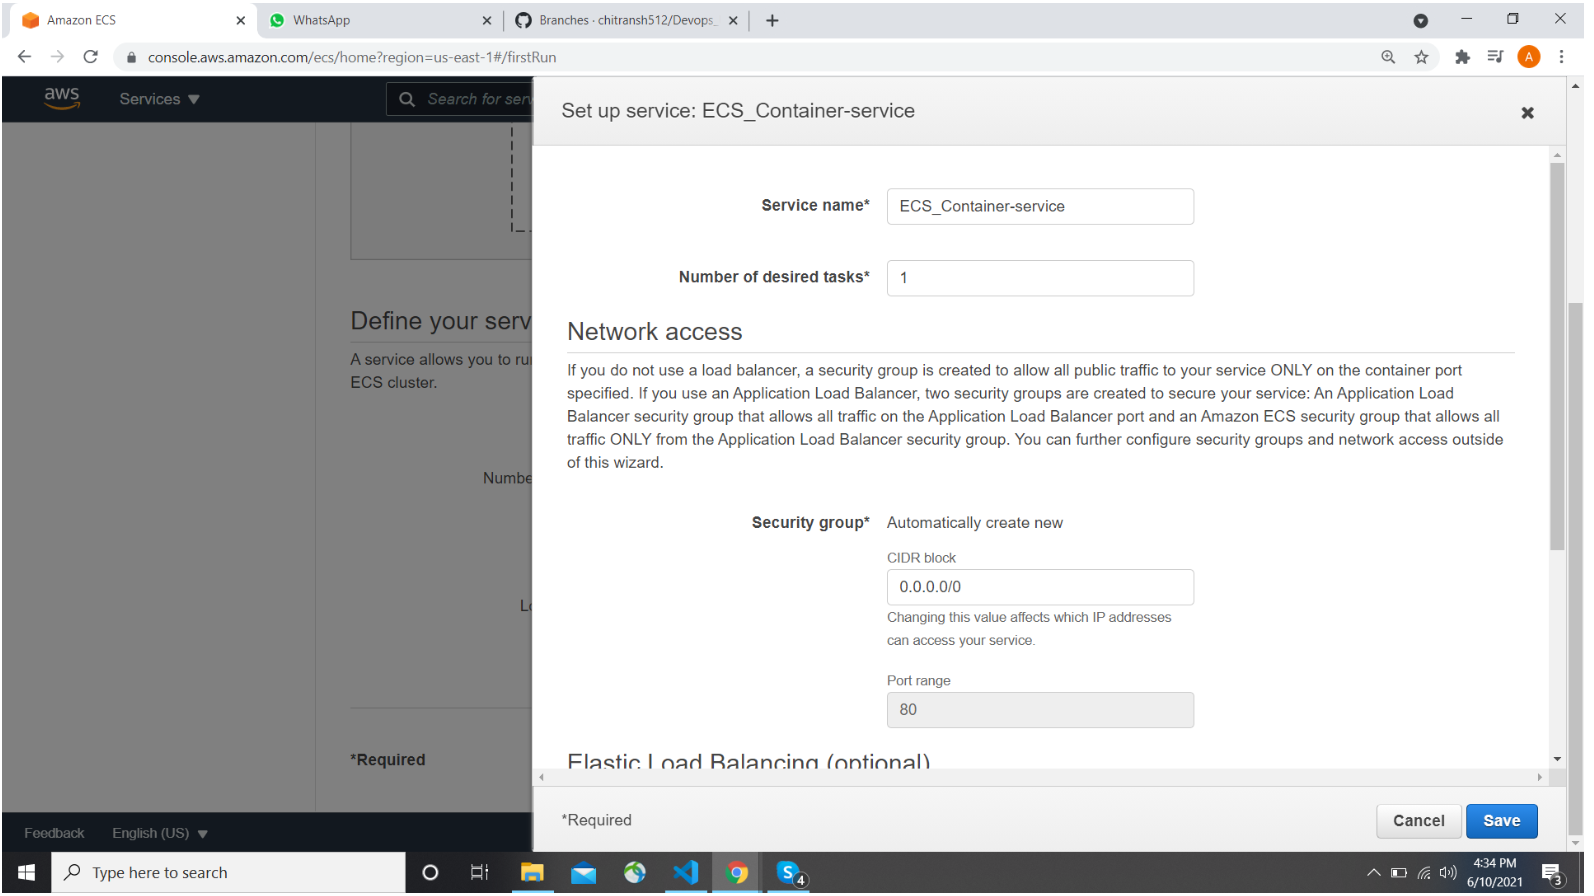 Amazon ECS
WhatsApp
Branches · chitransh512/Devops_
console.aws.amazon.com/ecs/home?region=us-east-1#/firstRun
A
aws
Services
Search for serv
Set up service: ECS_Container-service
Service name*
ECS_Container-service
Number of desired tasks*
1
Define your serv
A service allows you to ru
ECS cluster.
Numbe
Network access
If you do not use a load balancer, a security group is created to allow all public traffic to your service ONLY on the container port
specified. If you use an Application Load Balancer, two security groups are created to secure your service: An Application Load
Balancer security group that allows all traffic on the Application Load Balancer port and an Amazon ECS security group that allows all
traffic ONLY from the Application Load Balancer security group. You can further configure security groups and network access outside
of this wizard.
Security group*
Automatically create new
CIDR block
0.0.0.0/0
Changing this value affects which IP addresses
can access your service.
Port range
80
Elastic Load Balancing (optional)
*Required
*Required
Cancel
Save
Feedback
English (US)
Type here to search
S
4
4:34 PM
6/10/2021
3